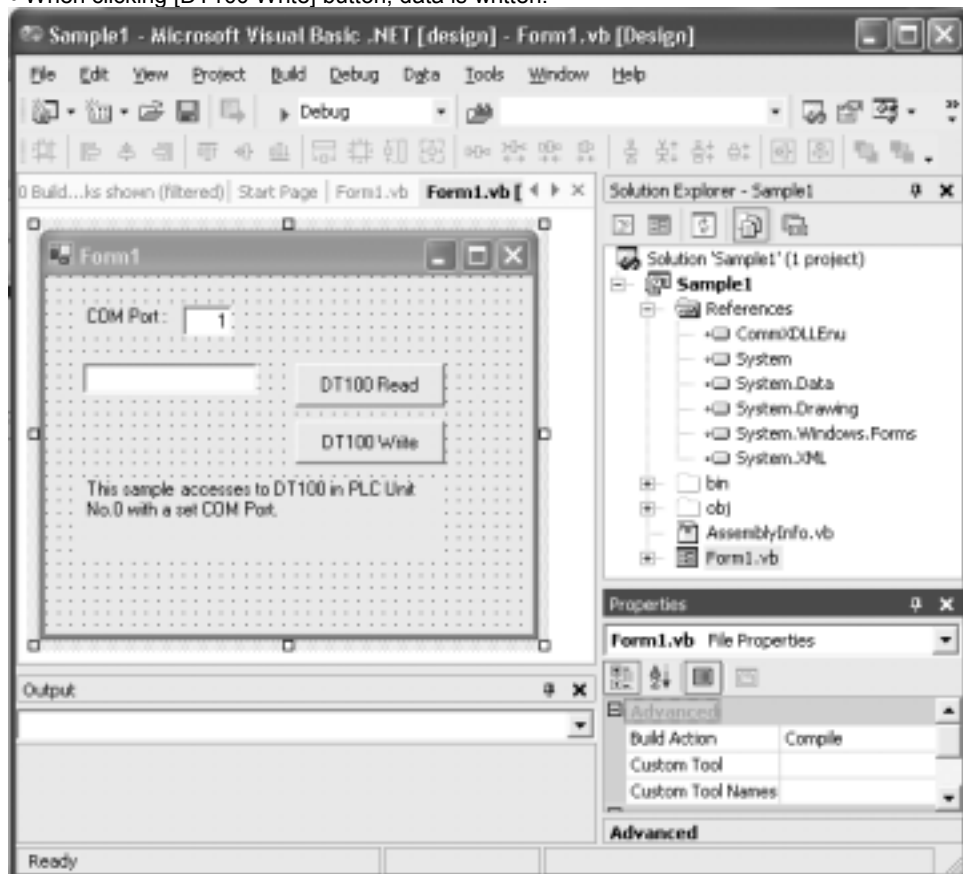 • When clicking [DT100 Write] button, data is written.
Sample1 - Microsoft Visual Basic .NET [design] - Form1.vb [Design]
File Edit View Project Build Debug Data Tools Window Help
Debug
0 Build...ks shown (filtered) Start Page Form1.vb Form1.vb [
Form1
COM Port : 1
DT100 Read
DT100 Write
This sample accesses to DT100 in PLC Unit
No.0 with a set COM Port.
Output
Solution Explorer - Sample1
Solution 'Sample1' (1 project)
Sample1
References
CommXDLLEnu
System
System.Data
System.Drawing
System.Windows.Forms
System.XML
bin
obj
AssemblyInfo.vb
Form1.vb
Properties
Form1.vb File Properties
Advanced
Build Action Compile
Custom Tool
Custom Tool Names
Advanced
Ready